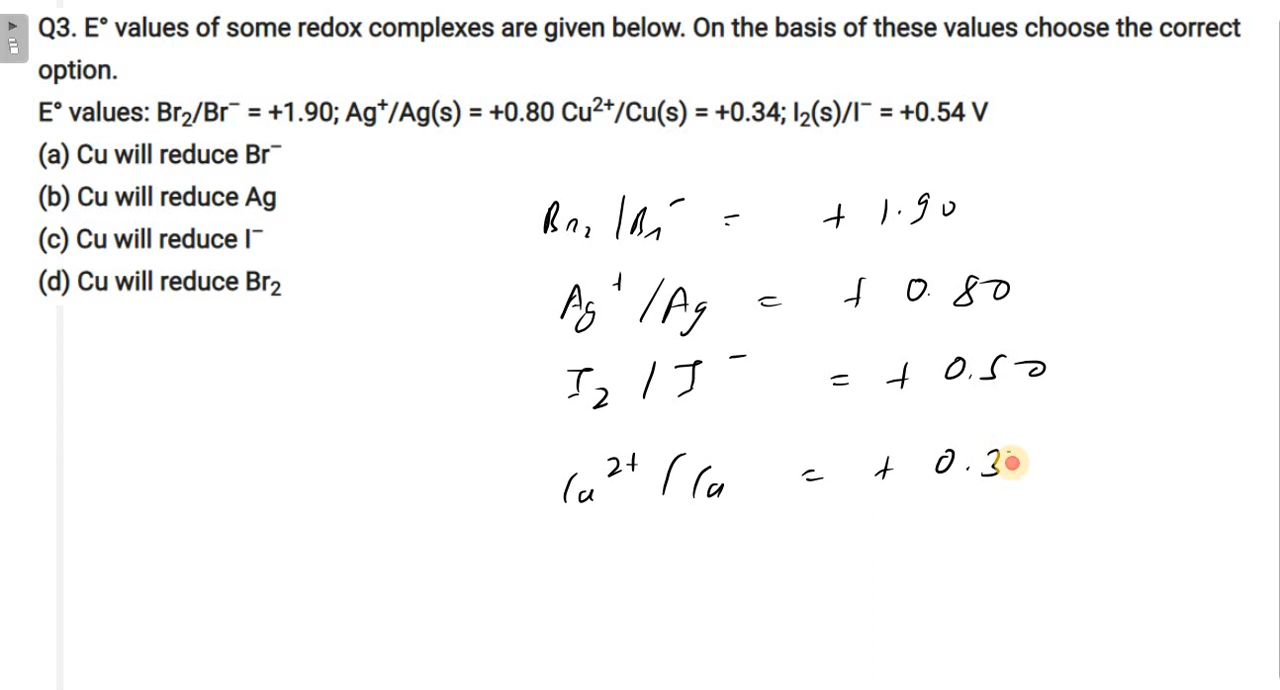 Q3. E° values of some redox complexes are given below. On the basis of these values choose the correct
option.
E° values: Br₂/Br⁻ = +1.90; Ag⁺/Ag(s) = +0.80 Cu²⁺/Cu(s) = +0.34; I₂(s)/I⁻ = +0.54 V
(a) Cu will reduce Br⁻
(b) Cu will reduce Ag
(c) Cu will reduce I⁻
(d) Cu will reduce Br₂
Br₂/Br⁻ = + 1.90
Ag⁺/Ag = + 0.80
I₂/I⁻ = + 0.50
Cu²⁺/Cu = + 0.3